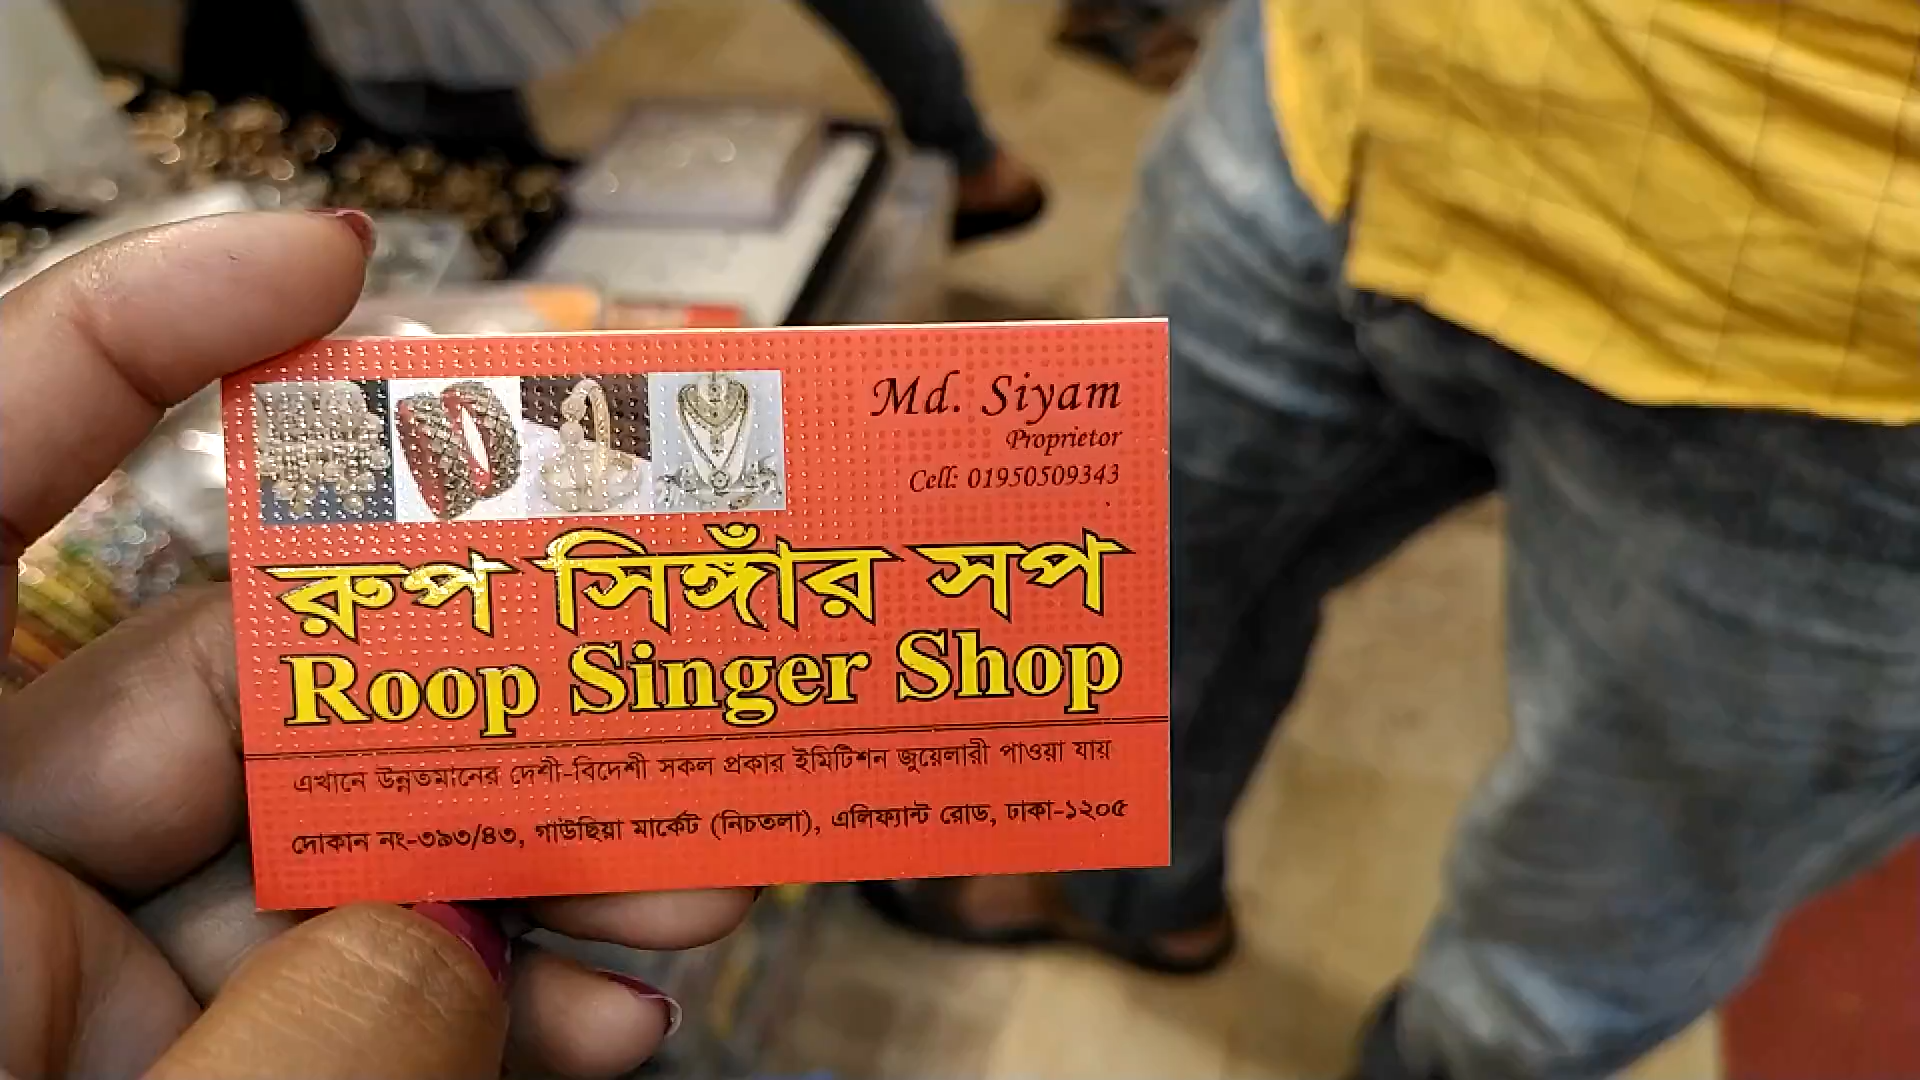 Md. Siyam
Proprietor
Cell: 01950509343
রুপ সিঙ্গাঁর সপ
Roop Singer Shop
এখানে উন্নতমানের দেশী-বিদেশী সকল প্রকার ইমিটিশন জুয়েলারী পাওয়া যায়
দোকান নং-৩৯৩/৪৩, গাউছিয়া মার্কেট (নিচতলা), এলিফ্যান্ট রোড, ঢাকা-১২০৫